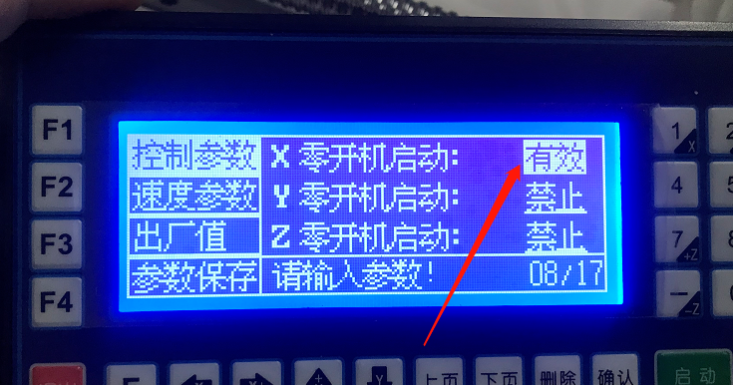 F1
控制参数 X 零开机启动: 有效
F2
速度参数 Y 零开机启动: 禁止
F3
出厂值 Z 零开机启动: 禁止
F4
参数保存 请输入参数! 08/17
1 X
4
7 +Z
一 -Z
上页 下页 删除 确认 启动